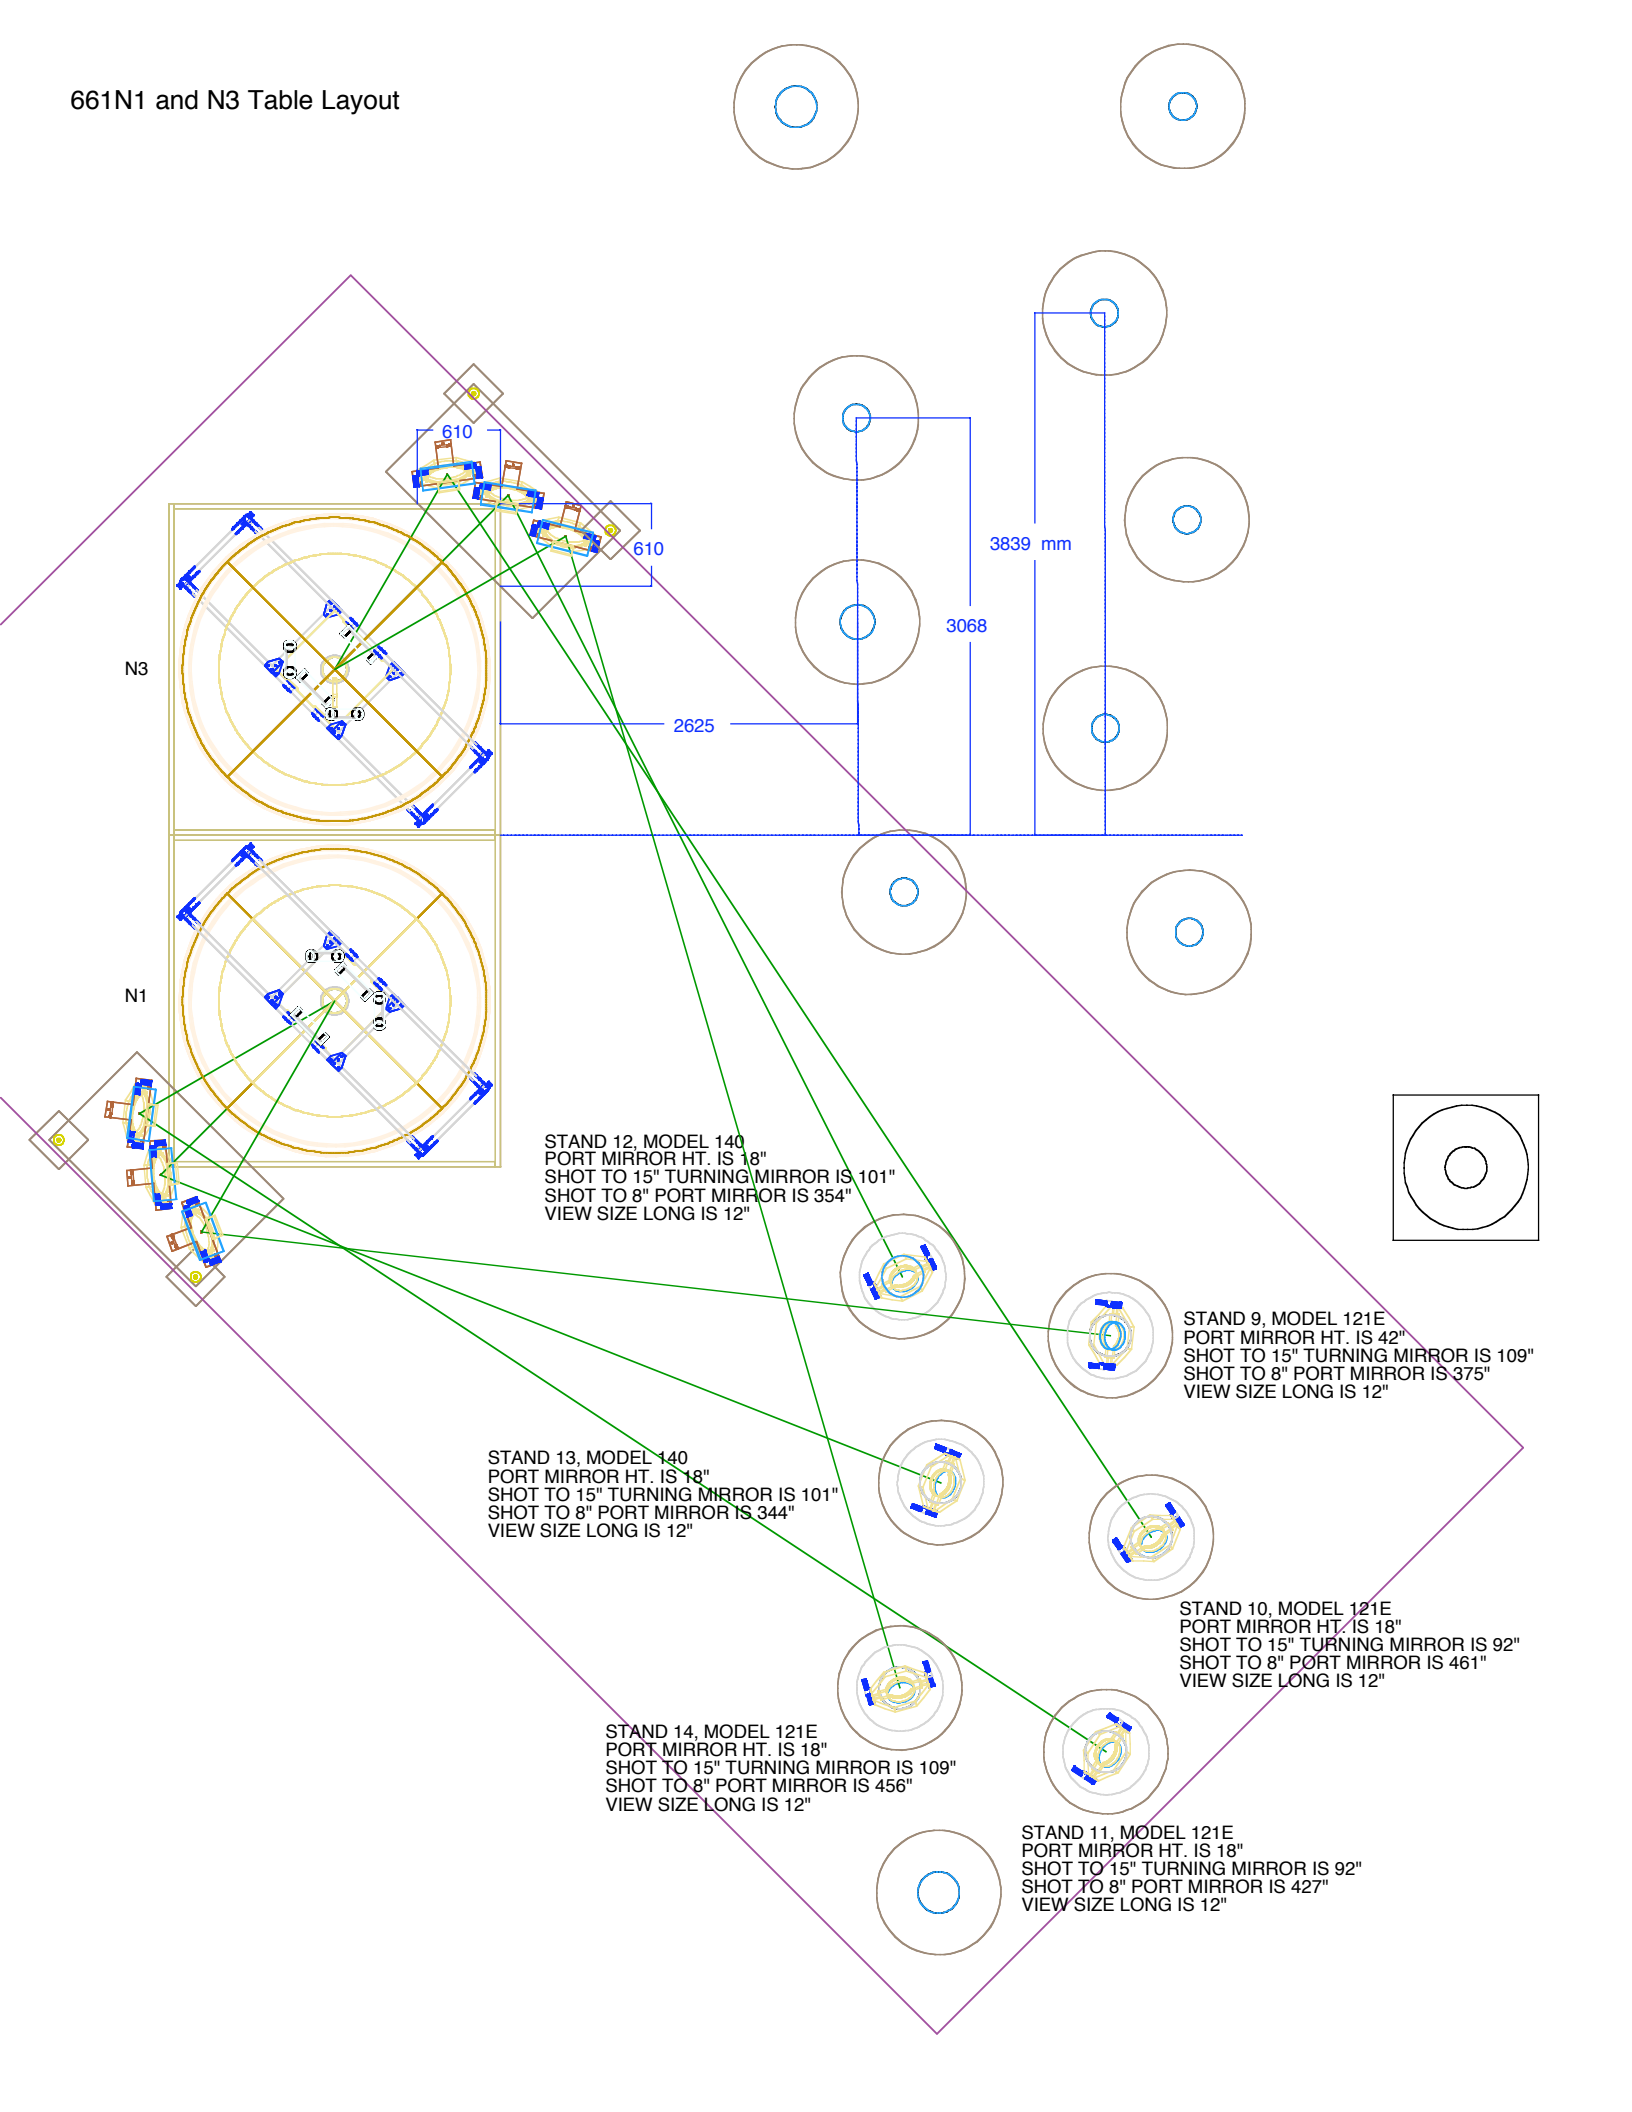 661N1 and N3 Table Layout
610
610
3839 mm
3068
N3
2625
N1
STAND 12, MODEL 140
PORT MIRROR HT. IS 18"
SHOT TO 15" TURNING MIRROR IS 101"
SHOT TO 8" PORT MIRROR IS 354"
VIEW SIZE LONG IS 12"
STAND 9, MODEL 121E
PORT MIRROR HT. IS 42"
SHOT TO 15" TURNING MIRROR IS 109"
SHOT TO 8" PORT MIRROR IS 375"
VIEW SIZE LONG IS 12"
STAND 13, MODEL 140
PORT MIRROR HT. IS 18"
SHOT TO 15" TURNING MIRROR IS 101"
SHOT TO 8" PORT MIRROR IS 344"
VIEW SIZE LONG IS 12"
STAND 10, MODEL 121E
PORT MIRROR HT. IS 18"
SHOT TO 15" TURNING MIRROR IS 92"
SHOT TO 8" PORT MIRROR IS 461"
VIEW SIZE LONG IS 12"
STAND 14, MODEL 121E
PORT MIRROR HT. IS 18"
SHOT TO 15" TURNING MIRROR IS 109"
SHOT TO 8" PORT MIRROR IS 456"
VIEW SIZE LONG IS 12"
STAND 11, MODEL 121E
PORT MIRROR HT. IS 18"
SHOT TO 15" TURNING MIRROR IS 92"
SHOT TO 8" PORT MIRROR IS 427"
VIEW SIZE LONG IS 12"